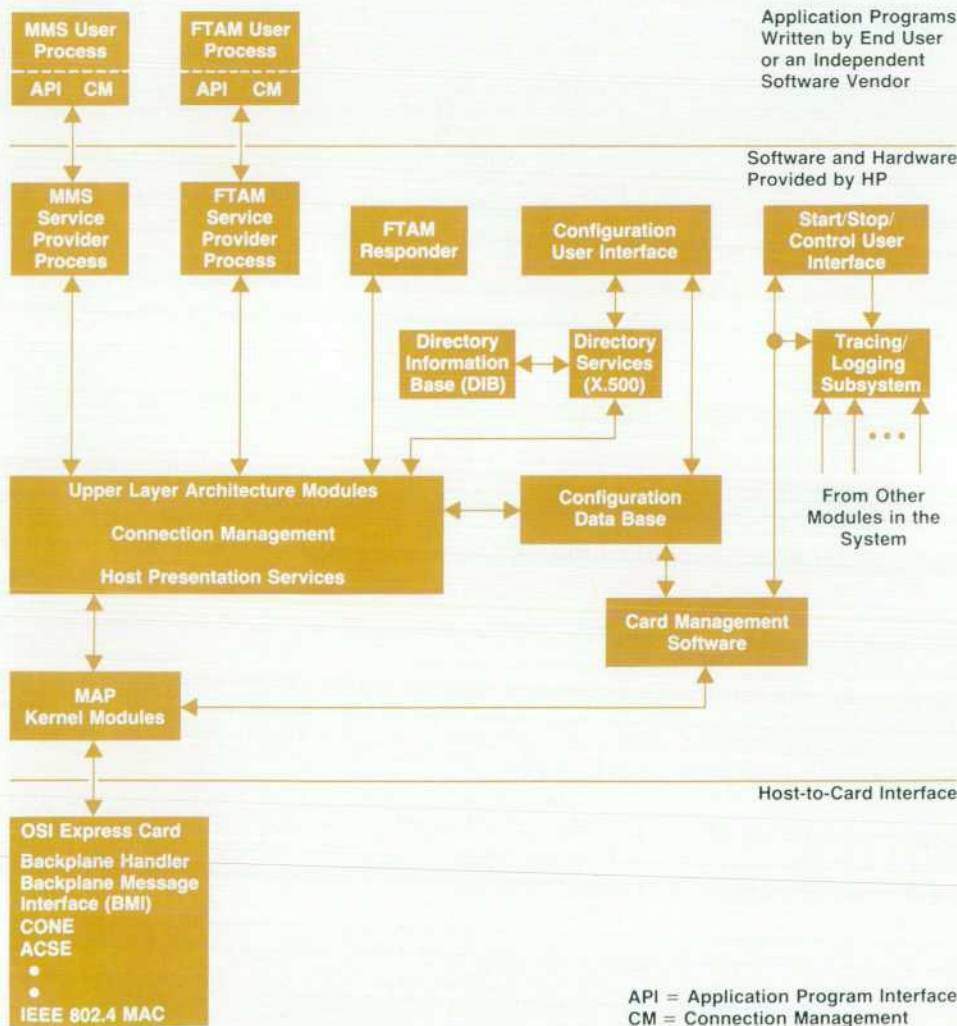 MMS User
Process
API CM
FTAM User
Process
API CM
Application Programs
Written by End User
or an Independent
Software Vendor
Software and Hardware
Provided by HP
MMS
Service
Provider
Process
FTAM
Service
Provider
Process
FTAM
Responder
Configuration
User Interface
Start/Stop/
Control User
Interface
Directory
Information
Base (DIB)
Directory
Services
(X.500)
Tracing/
Logging
Subsystem
• • •
From Other
Modules in the
System
Upper Layer Architecture Modules
Connection Management
Host Presentation Services
Configuration
Data Base
Card Management
Software
MAP
Kernel Modules
Host-to-Card Interface
OSI Express Card
Backplane Handler
Backplane Message
Interface (BMI)
CONE
ACSE
•
•
IEEE 802.4 MAC
API = Application Program Interface
CM = Connection Management